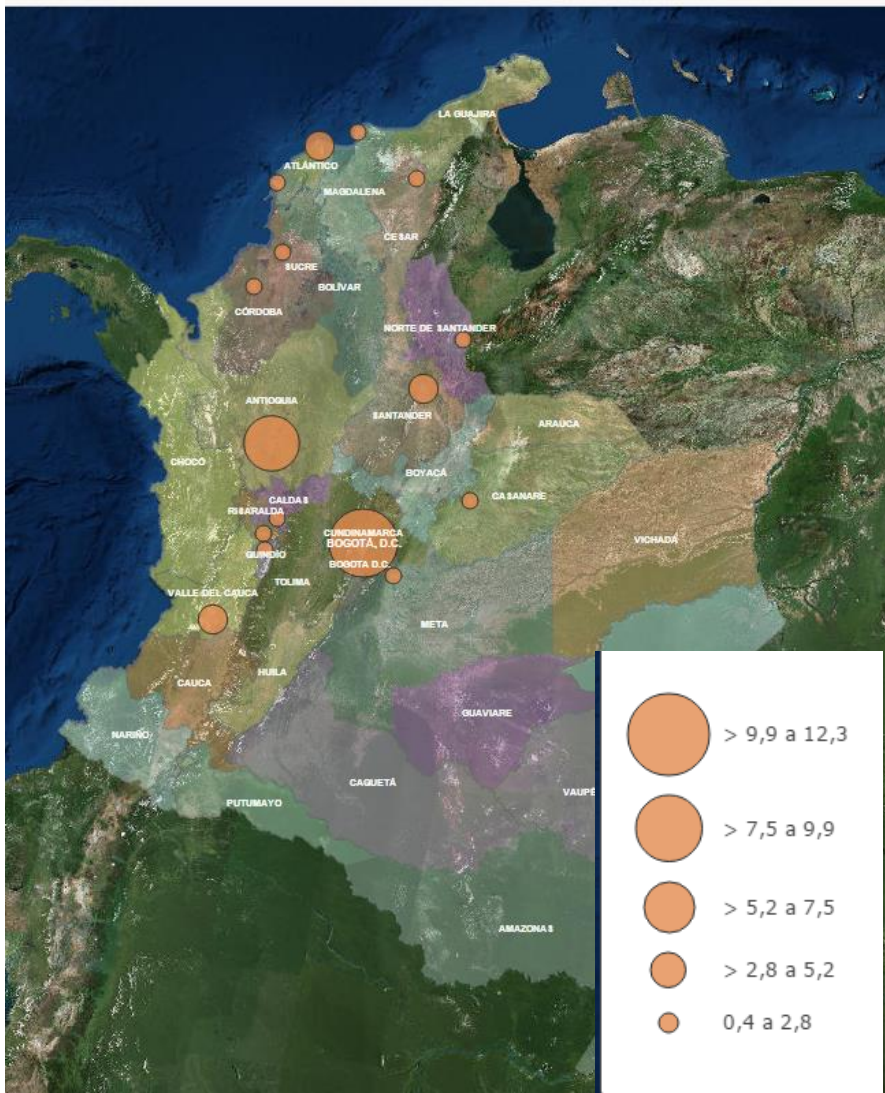 LA GUAJIRA
ATLÁNTICO
MAGDALENA
CESAR
SUCRE
BOLÍVAR
CÓRDOBA
NORTE DE SANTANDER
ANTIOQUIA
SANTANDER
ARAUCA
CHOCÓ
BOYACÁ
CALDAS
CASANARE
RISARALDA
CUNDINAMARCA
BOGOTÁ, D.C.
VICHADA
QUINDÍO
BOGOTA D.C.
TOLIMA
VALLE DEL CAUCA
META
HUILA
CAUCA
GUAVIARE
NARIÑO
CAQUETÁ
VAUPÉ
PUTUMAYO
AMAZONAS
> 9,9 a 12,3
> 7,5 a 9,9
> 5,2 a 7,5
> 2,8 a 5,2
0,4 a 2,8